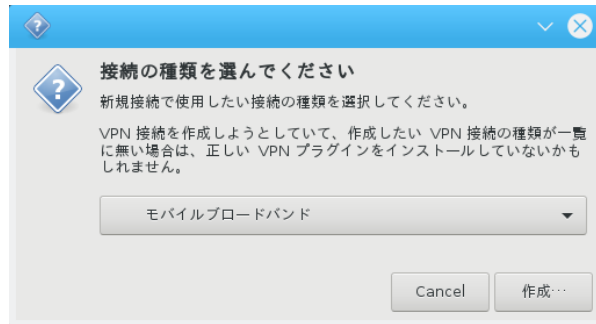 接続の種類を選んでください
新規接続で使用したい接続の種類を選択してください。
VPN 接続を作成しようとしていて、作成したい VPN 接続の種類が一覧
に無い場合は、正しい VPN プラグインをインストールしていないかも
しれません。
モバイルブロードバンド
Cancel 作成…